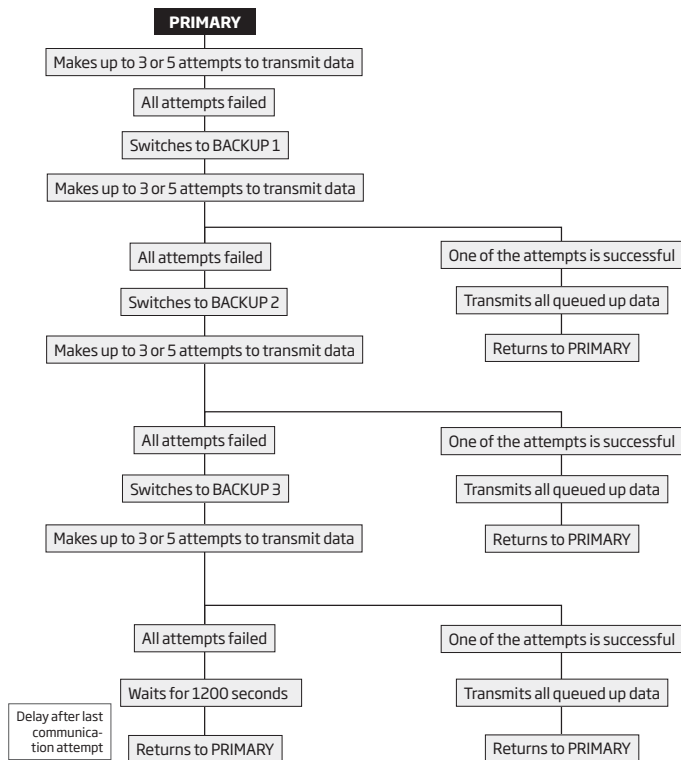 PRIMARY
Makes up to 3 or 5 attempts to transmit data
All attempts failed
Switches to BACKUP 1
Makes up to 3 or 5 attempts to transmit data
All attempts failed
One of the attempts is successful
Switches to BACKUP 2
Transmits all queued up data
Makes up to 3 or 5 attempts to transmit data
Returns to PRIMARY
All attempts failed
One of the attempts is successful
Switches to BACKUP 3
Transmits all queued up data
Makes up to 3 or 5 attempts to transmit data
Returns to PRIMARY
All attempts failed
One of the attempts is successful
Waits for 1200 seconds
Transmits all queued up data
Delay after last
communica-
tion attempt
Returns to PRIMARY
Returns to PRIMARY